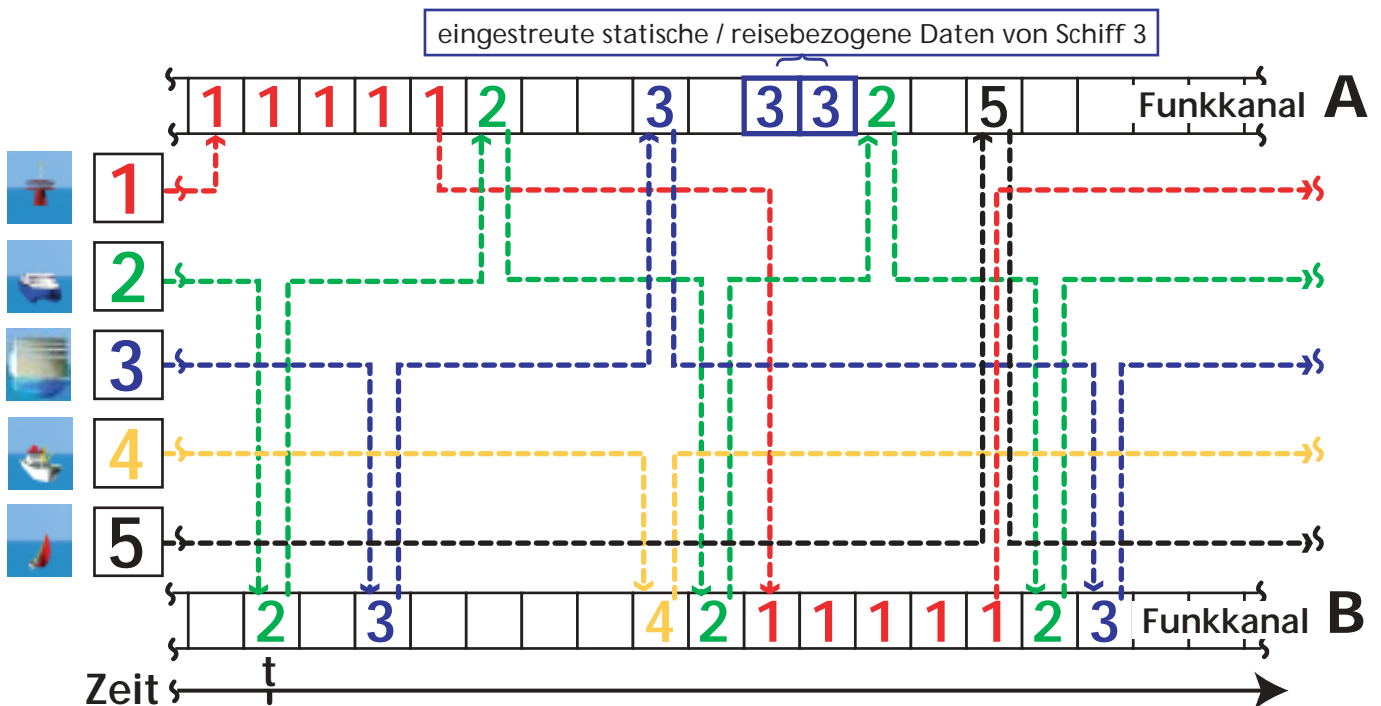 eingestreute statische / reisebezogene Daten von Schiff 3
1 1 1 1 1 2 3 3 3 2 5 Funkkanal A
1
2
3
4
5
2 3 4 2 1 1 1 1 1 2 3 Funkkanal B
t
Zeit